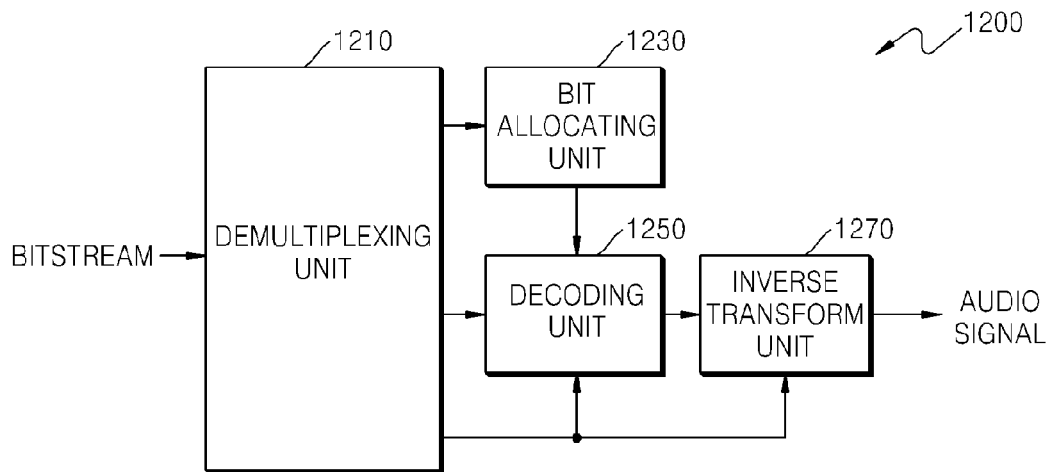 1200
1210
1230
BIT
ALLOCATING
UNIT
BITSTREAM
DEMULTIPLEXING
UNIT
1250
DECODING
UNIT
1270
INVERSE
TRANSFORM
UNIT
AUDIO
SIGNAL